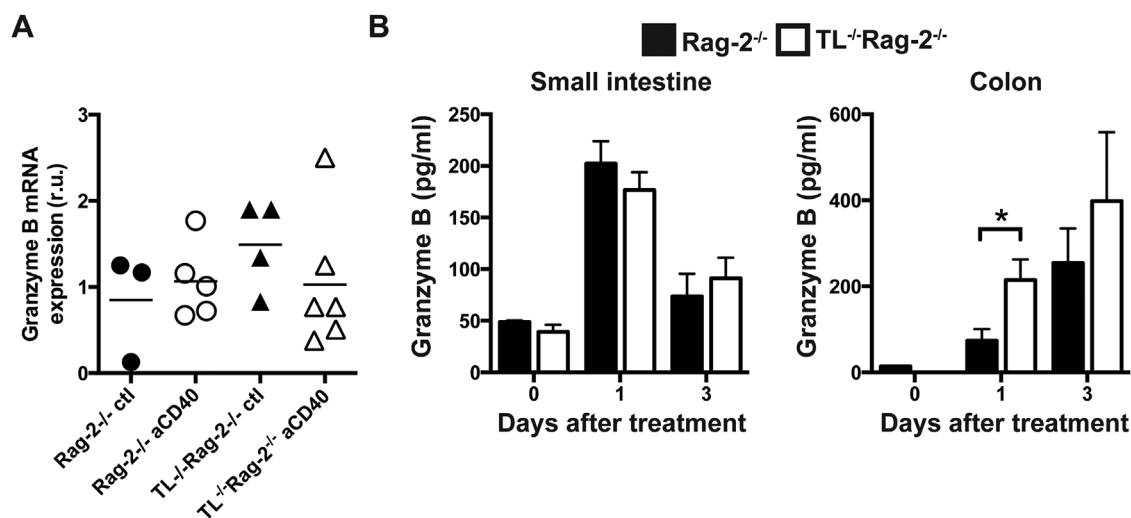 A
Granzyme B mRNA
expression (r.u.)
3
2
1
0
Rag-2-/- ctl
Rag-2-/- aCD40
TL-/-Rag-2-/- ctl
TL-/-Rag-2-/- aCD40
B
Rag-2-/- TL-/-Rag-2-/-
Small intestine
Granzyme B (pg/ml)
250
200
150
100
50
0
0 1 3
Days after treatment
Colon
Granzyme B (pg/ml)
600
400
200
0
*
0 1 3
Days after treatment